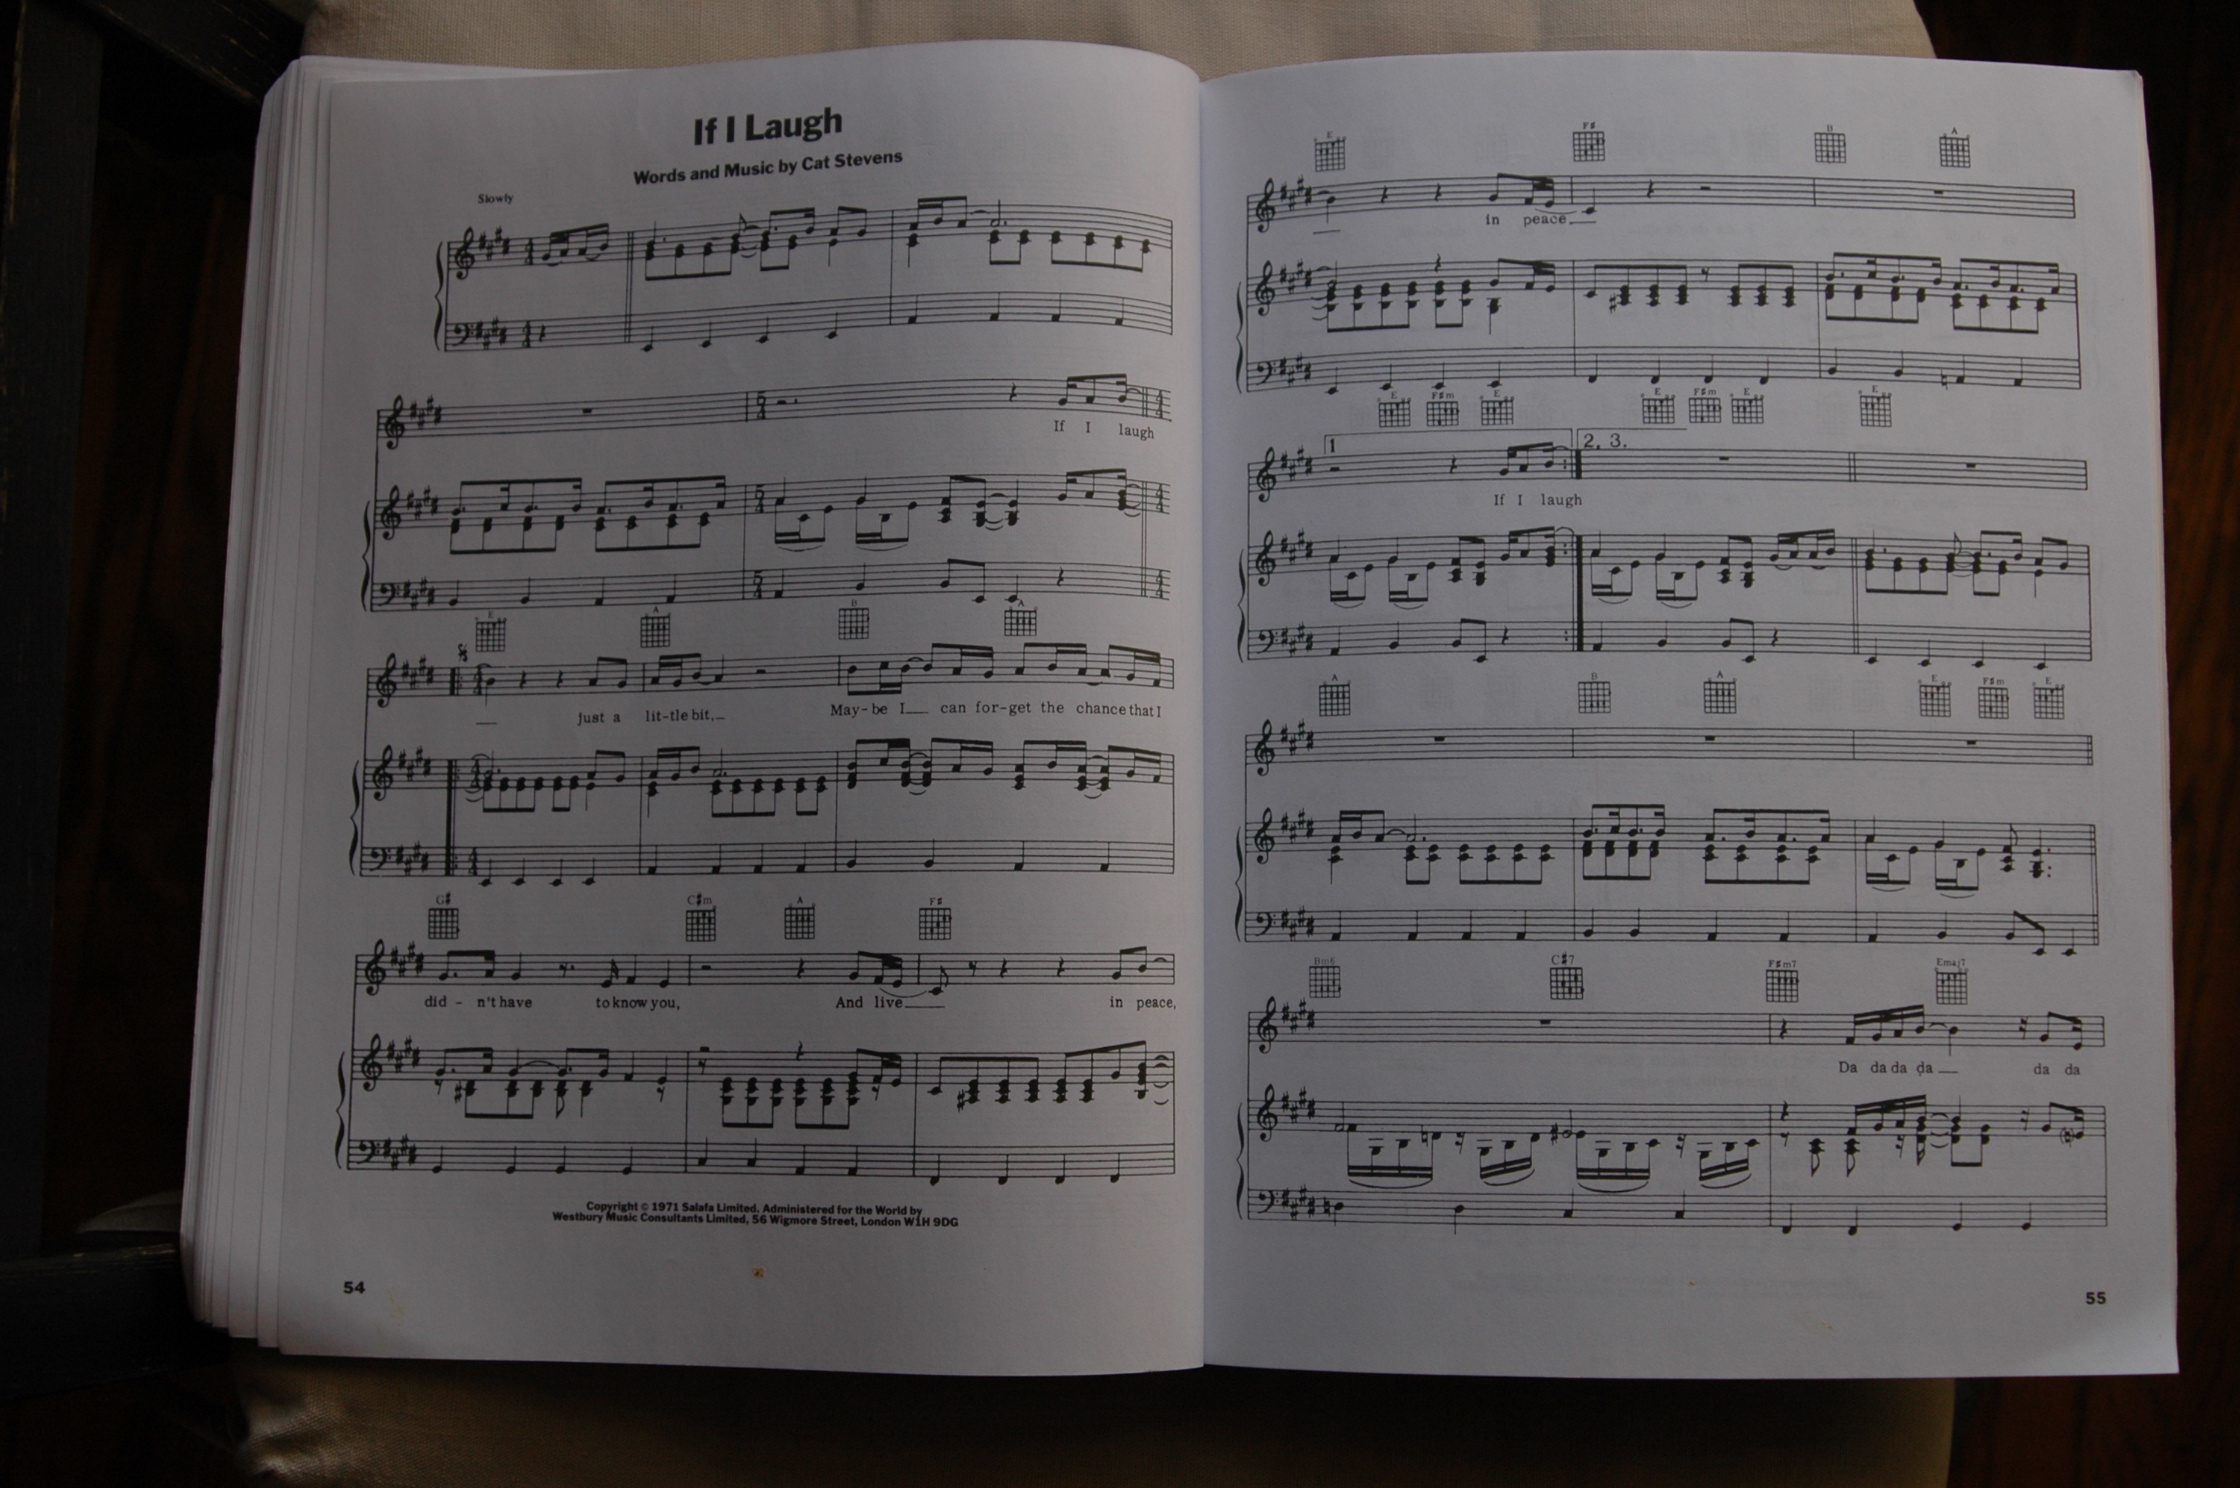 If I Laugh
Words and Music by Cat Stevens
Slowly
If I laugh
E A B A
just a lit-tle bit, May-be I can for-get the chance that I
G♯ C♯m A F♯
did - n't have to know you, And live in peace,
Copyright © 1971 Salafa Limited. Administered for the World by
Westbury Music Consultants Limited, 56 Wigmore Street, London W1H 9DG
54
E F♯ B A
in peace.
E F♯m E E F♯m E E
1 2. 3.
If I laugh
A B A E F♯m E
Bm6 C♯7 F♯m7 Emaj7
Da da da da da da
55